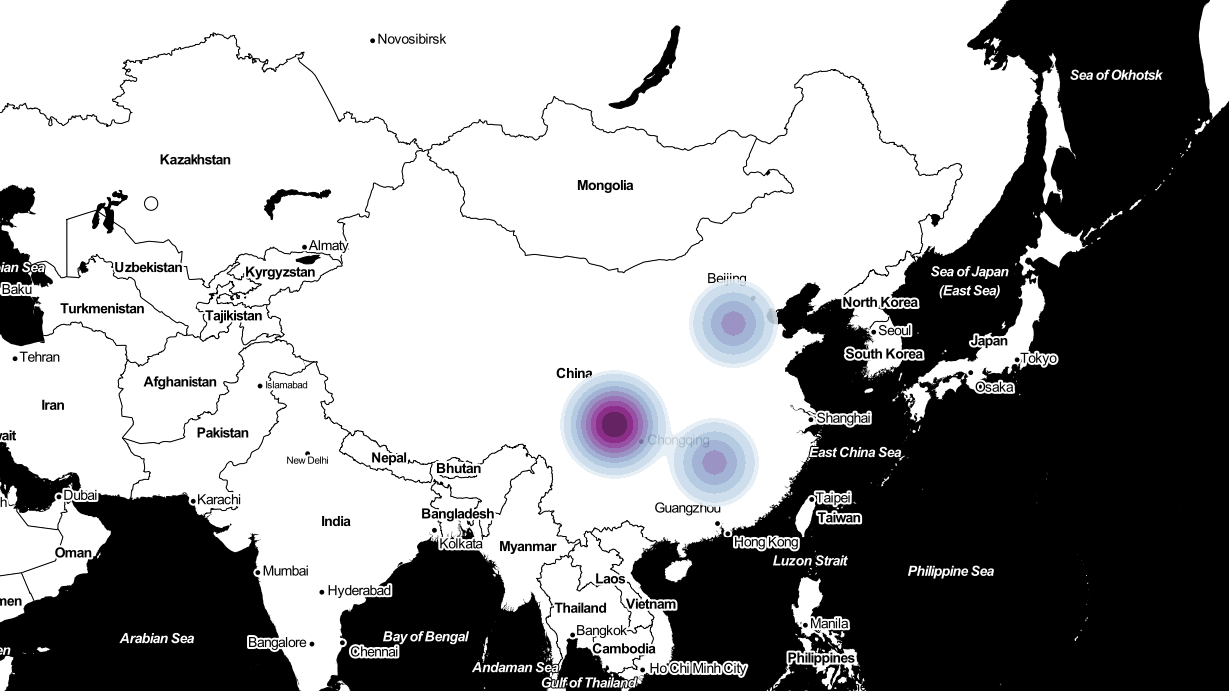 Novosibirsk
Sea of Okhotsk
Kazakhstan
Mongolia
Almaty
ian Sea
Uzbekistan
Kyrgyzstan
Beijing
Sea of Japan
(East Sea)
Baku
Turkmenistan
Tajikistan
North Korea
Seoul
South Korea
Japan
Tokyo
Tehran
Afghanistan
Islamabad
China
Osaka
Iran
Pakistan
Shanghai
wait
Chongqing
East China Sea
New Delhi
Nepal
Bhutan
Dubai
Karachi
Bangladesh
Guangzhou
Taipei
Taiwan
India
Kolkata
Myanmar
Hong Kong
Oman
Luzon Strait
Mumbai
Laos
Philippine Sea
Hyderabad
men
Thailand
Vietnam
Manila
Arabian Sea
Bangalore
Bay of Bengal
Bangkok
Chennai
Cambodia
en
Philippines
Andaman Sea
Ho Chi Minh City
Gulf of Thailand